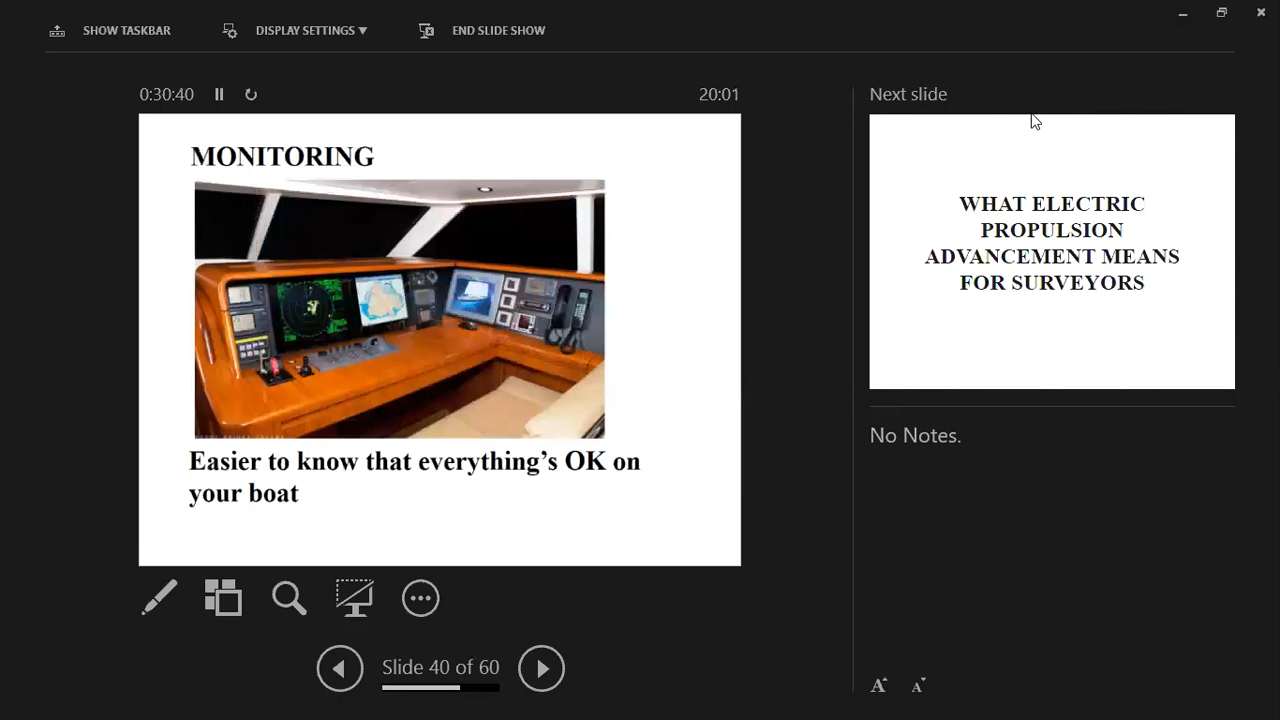 SHOW TASKBAR
DISPLAY SETTINGS ▼
END SLIDE SHOW
0:30:40
20:01
MONITORING
Easier to know that everything’s OK on
your boat
Slide 40 of 60
Next slide
WHAT ELECTRIC
PROPULSION
ADVANCEMENT MEANS
FOR SURVEYORS
No Notes.
A A